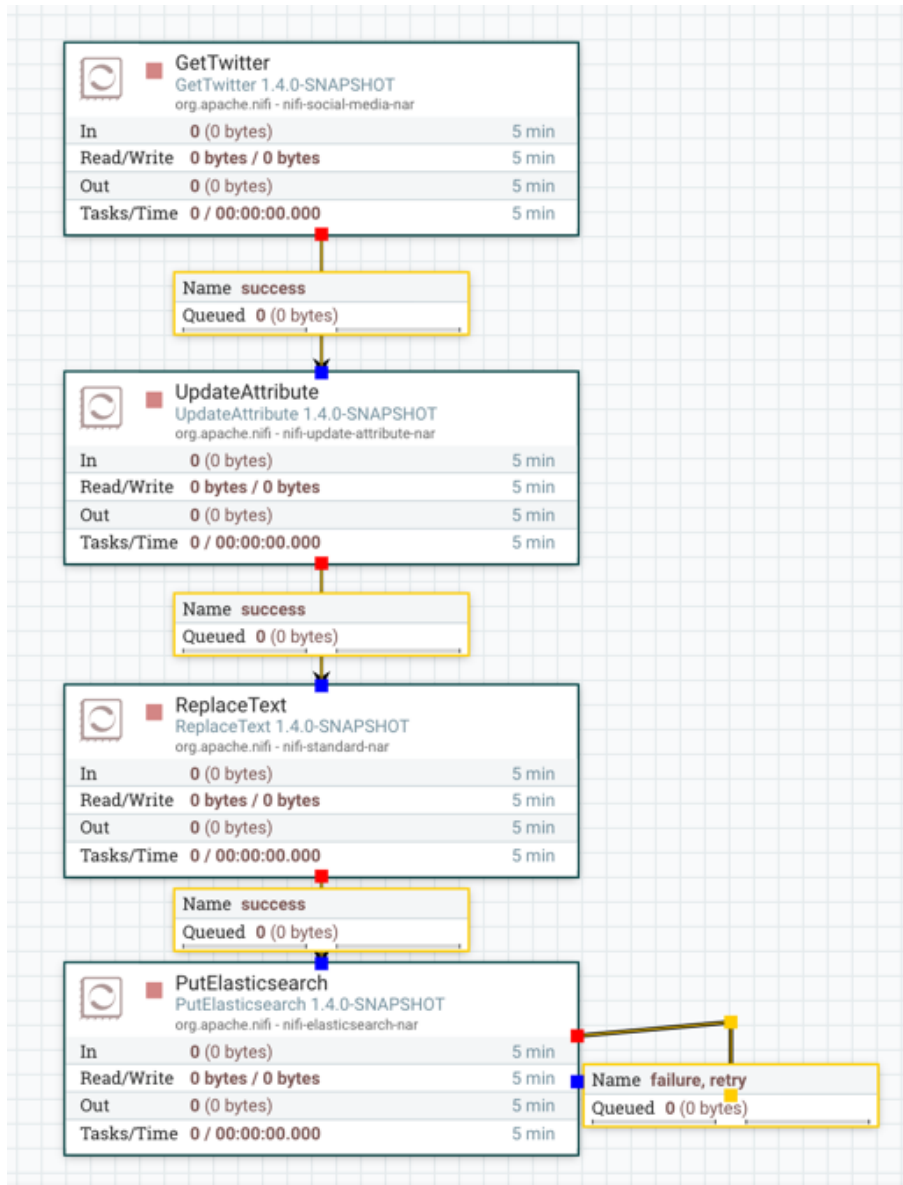 GetTwitter
GetTwitter 1.4.0-SNAPSHOT
org.apache.nifi - nifi-social-media-nar
In 0 (0 bytes) 5 min
Read/Write 0 bytes / 0 bytes 5 min
Out 0 (0 bytes) 5 min
Tasks/Time 0 / 00:00:00.000 5 min
Name success
Queued 0 (0 bytes)
UpdateAttribute
UpdateAttribute 1.4.0-SNAPSHOT
org.apache.nifi - nifi-update-attribute-nar
In 0 (0 bytes) 5 min
Read/Write 0 bytes / 0 bytes 5 min
Out 0 (0 bytes) 5 min
Tasks/Time 0 / 00:00:00.000 5 min
Name success
Queued 0 (0 bytes)
ReplaceText
ReplaceText 1.4.0-SNAPSHOT
org.apache.nifi - nifi-standard-nar
In 0 (0 bytes) 5 min
Read/Write 0 bytes / 0 bytes 5 min
Out 0 (0 bytes) 5 min
Tasks/Time 0 / 00:00:00.000 5 min
Name success
Queued 0 (0 bytes)
PutElasticsearch
PutElasticsearch 1.4.0-SNAPSHOT
org.apache.nifi - nifi-elasticsearch-nar
In 0 (0 bytes) 5 min
Read/Write 0 bytes / 0 bytes 5 min
Out 0 (0 bytes) 5 min
Tasks/Time 0 / 00:00:00.000 5 min
Name failure, retry
Queued 0 (0 bytes)